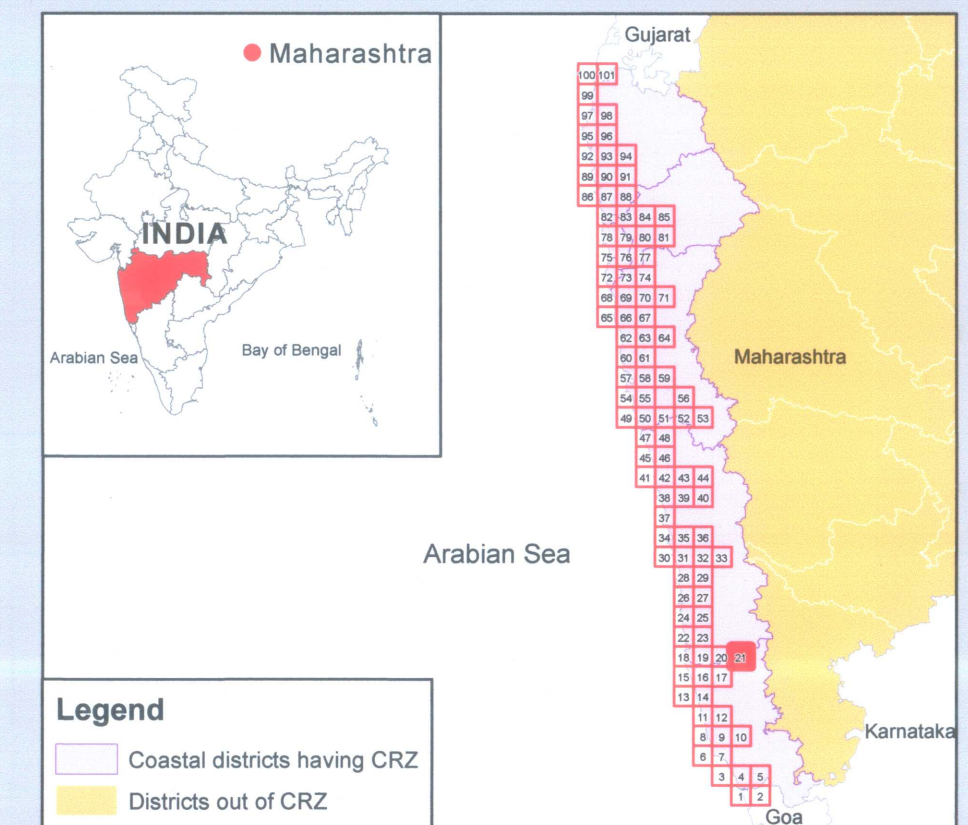 Maharashtra
INDIA
Arabian Sea
Bay of Bengal
Gujarat
100 101
99
97 98
95 96
92 93 94
89 90 91
86 87 88
82 83 84 85
78 79 80 81
75 76 77
72 73 74
68 69 70 71
65 66 67
62 63 64
60 61
Maharashtra
57 58 59
54 55 56
49 50 51 52 53
47 48
45 46
41 42 43 44
38 39 40
37
34 35 36
Arabian Sea
30 31 32 33
28 29
26 27
24 25
22 23
18 19 20 21
15 16 17
13 14
11 12
8 9 10
Karnataka
6 7
3 4 5
1 2
Goa
Legend
Coastal districts having CRZ
Districts out of CRZ